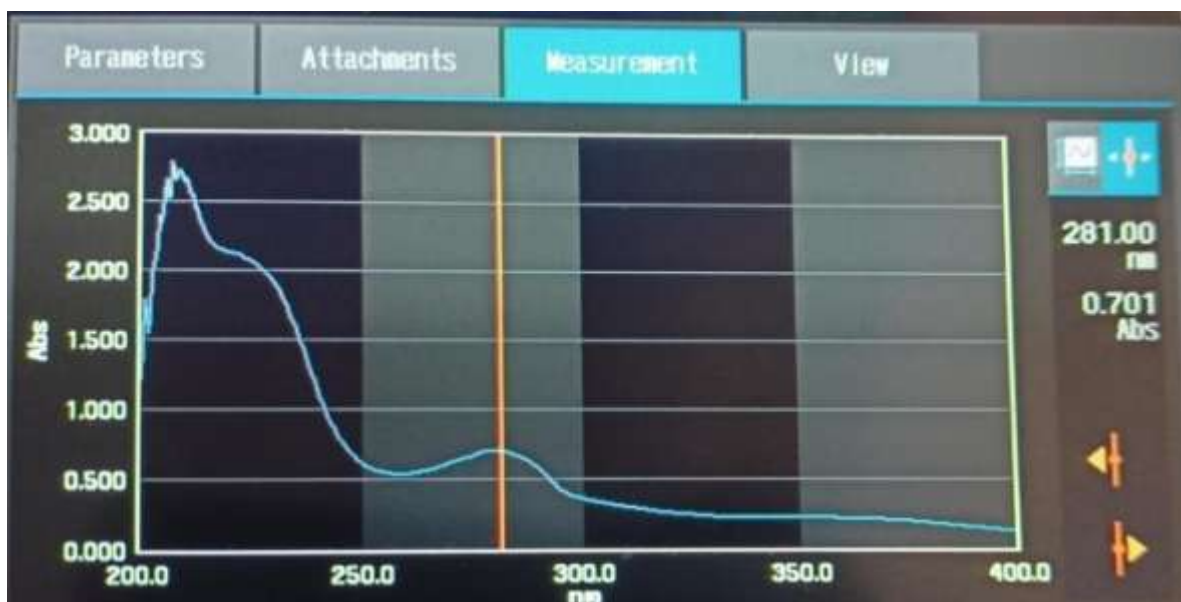 Parameters Attachments Measurement View
3.000
2.500
2.000
1.500
1.000
0.500
0.000
Abs
200.0 250.0 300.0 350.0 400.0
nm
281.00
nm
0.701
Abs